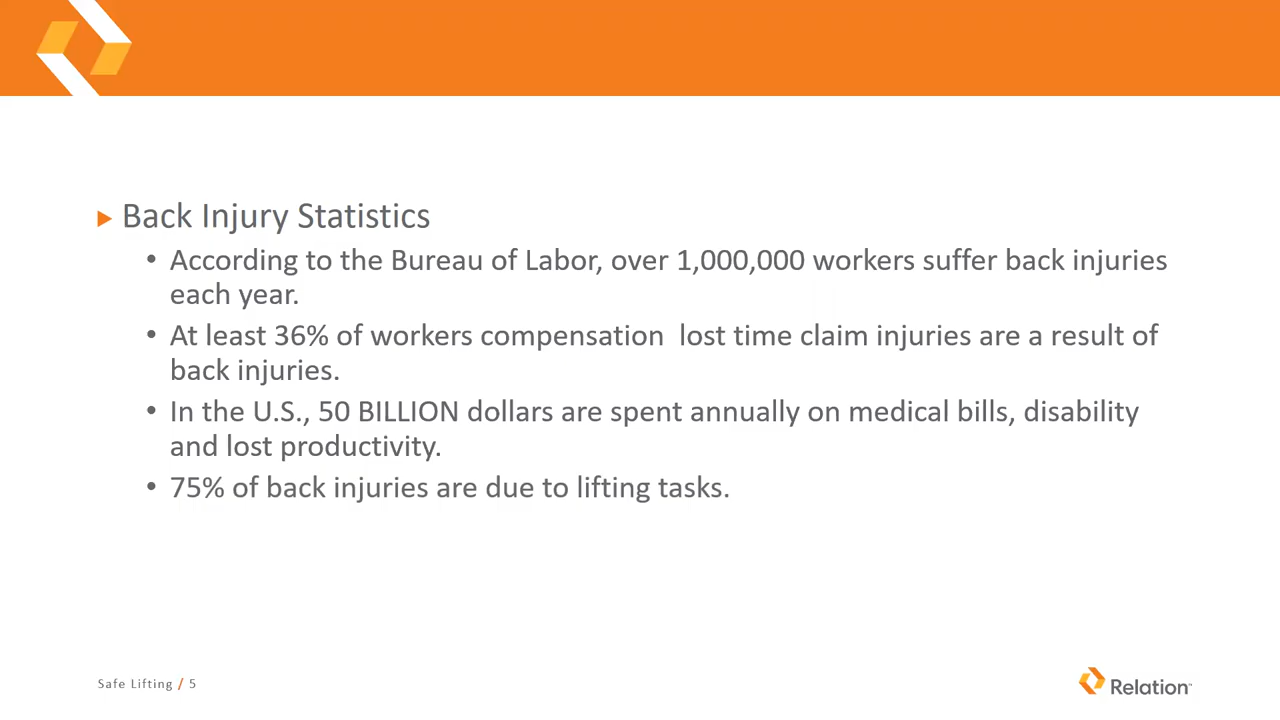 Back Injury Statistics
• According to the Bureau of Labor, over 1,000,000 workers suffer back injuries
each year.
• At least 36% of workers compensation  lost time claim injuries are a result of
back injuries.
• In the U.S., 50 BILLION dollars are spent annually on medical bills, disability
and lost productivity.
• 75% of back injuries are due to lifting tasks.
Safe Lifting / 5
Relation™